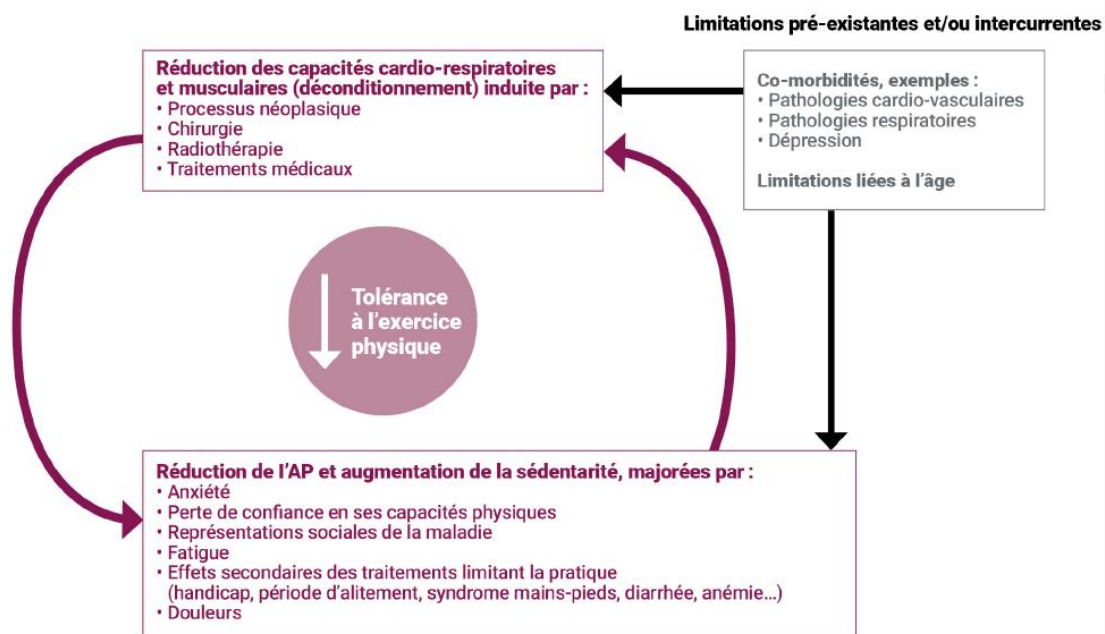 Limitations pré-existantes et/ou intercurrentes
Réduction des capacités cardio-respiratoires
et musculaires (déconditionnement) induite par :
• Processus néoplasique
• Chirurgie
• Radiothérapie
• Traitements médicaux
Co-morbidités, exemples :
• Pathologies cardio-vasculaires
• Pathologies respiratoires
• Dépression
Limitations liées à l'âge
Tolérance
à l'exercice
physique
Réduction de l'AP et augmentation de la sédentarité, majorées par :
• Anxiété
• Perte de confiance en ses capacités physiques
• Représentations sociales de la maladie
• Fatigue
• Effets secondaires des traitements limitant la pratique
(handicap, période d'alitement, syndrome mains-pieds, diarrhée, anémie...)
• Douleurs